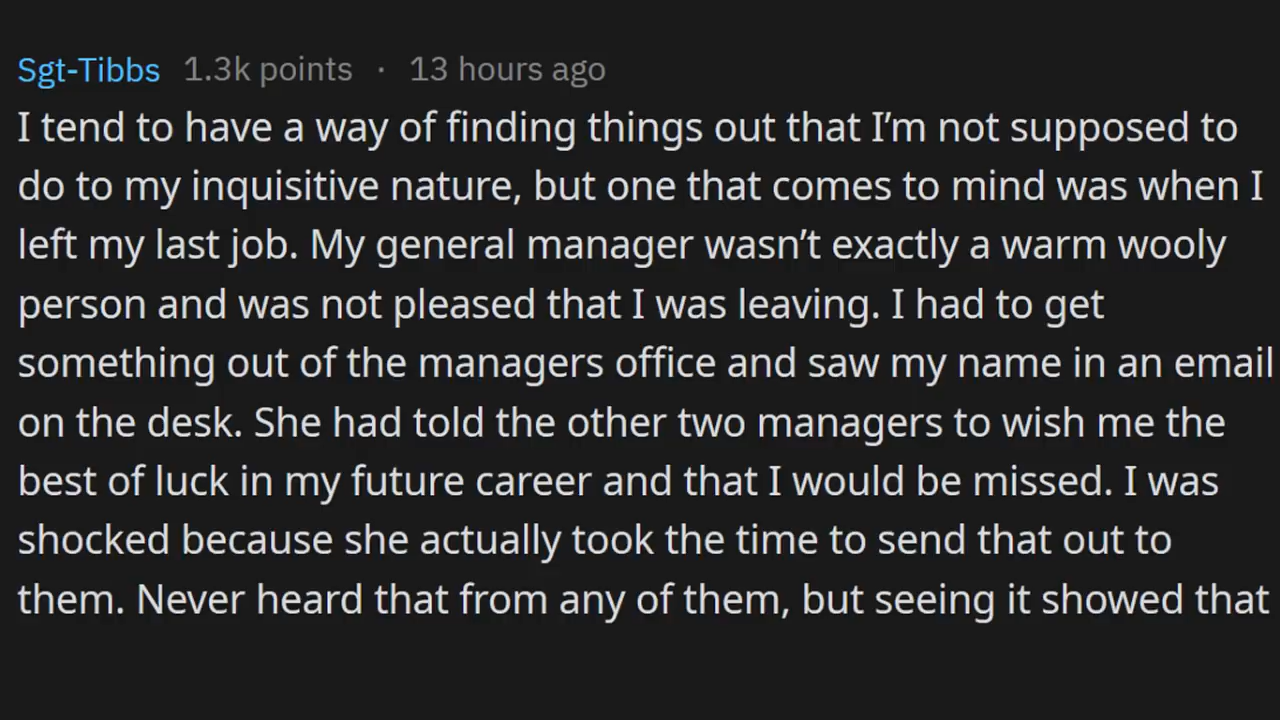 Sgt-Tibbs 1.3k points · 13 hours ago
I tend to have a way of finding things out that I’m not supposed to
do to my inquisitive nature, but one that comes to mind was when I
left my last job. My general manager wasn’t exactly a warm wooly
person and was not pleased that I was leaving. I had to get
something out of the managers office and saw my name in an email
on the desk. She had told the other two managers to wish me the
best of luck in my future career and that I would be missed. I was
shocked because she actually took the time to send that out to
them. Never heard that from any of them, but seeing it showed that